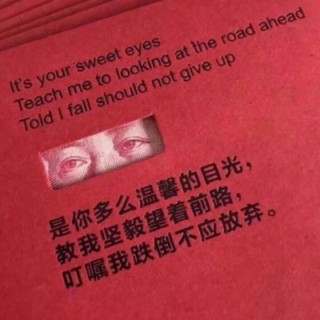 It's your sweet eyes
Teach me to looking at the road ahead
Told I fall should not give up
是你多么温馨的目光，
教我坚毅望着前路，
叮嘱我跌倒不应放弃。